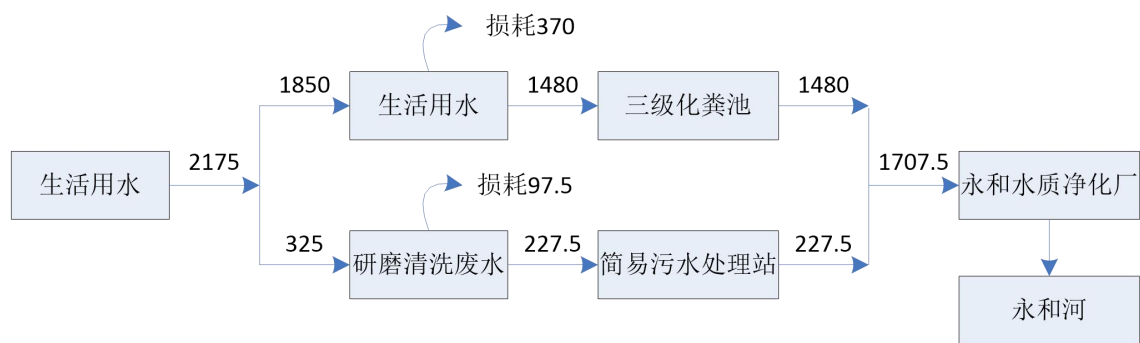 损耗370
1850
生活用水
1480
三级化粪池
1480
生活用水
2175
1707.5
永和水质净化厂
损耗97.5
325
研磨清洗废水
227.5
简易污水处理站
227.5
永和河